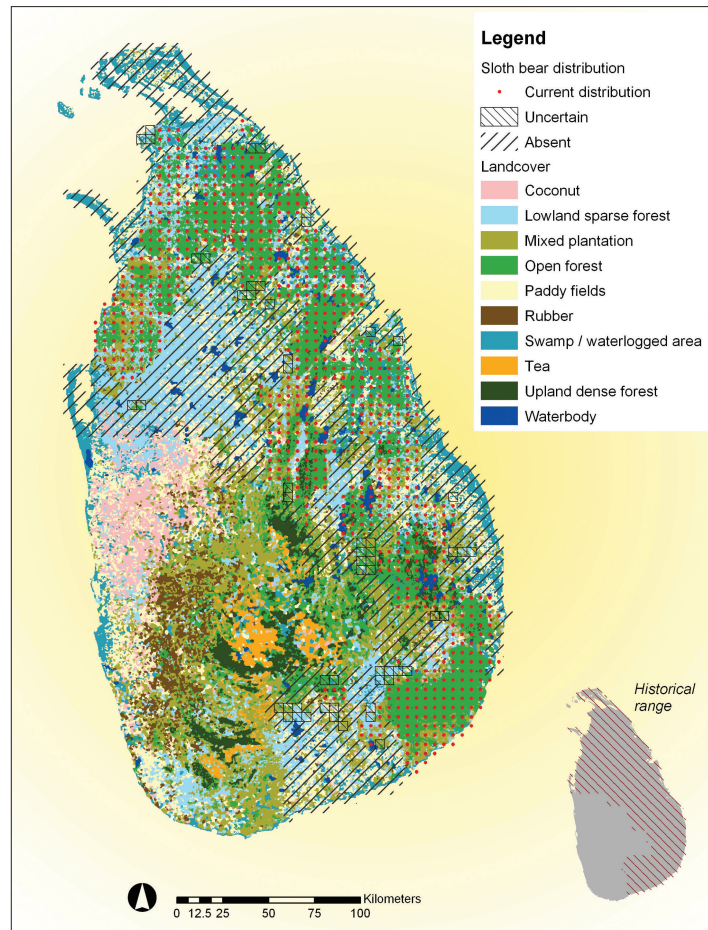 Legend
Sloth bear distribution
Current distribution
Uncertain
Absent
Landcover
Coconut
Lowland sparse forest
Mixed plantation
Open forest
Paddy fields
Rubber
Swamp / waterlogged area
Tea
Upland dense forest
Waterbody
Historical
range
Kilometers
0 12.5 25 50 75 100